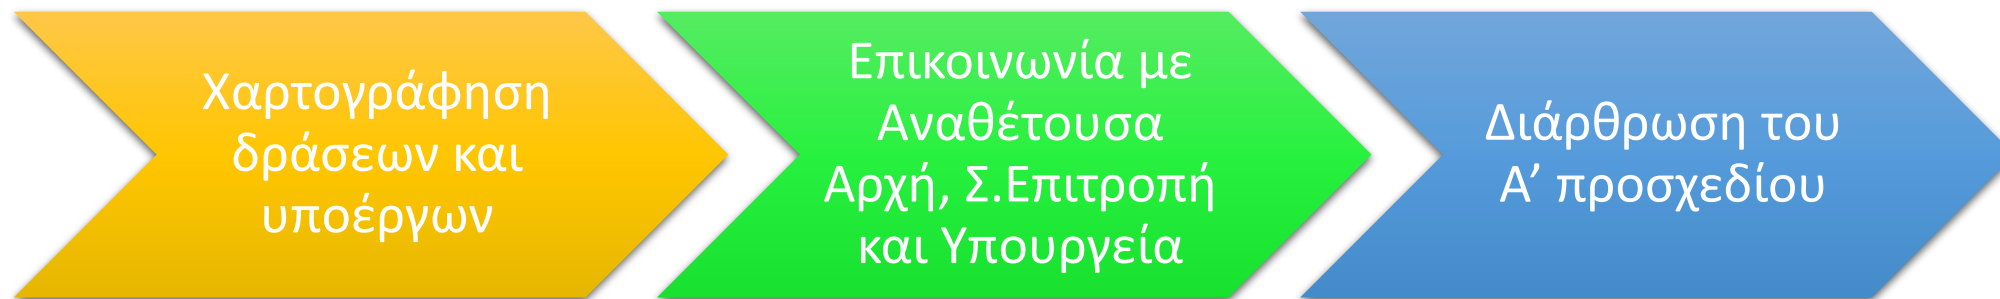 Χαρτογράφηση
δράσεων και
υποέργων
Επικοινωνία με
Αναθέτουσα
Αρχή, Σ.Επιτροπή
και Υπουργεία
Διάρθρωση του
Α’ προσχεδίου